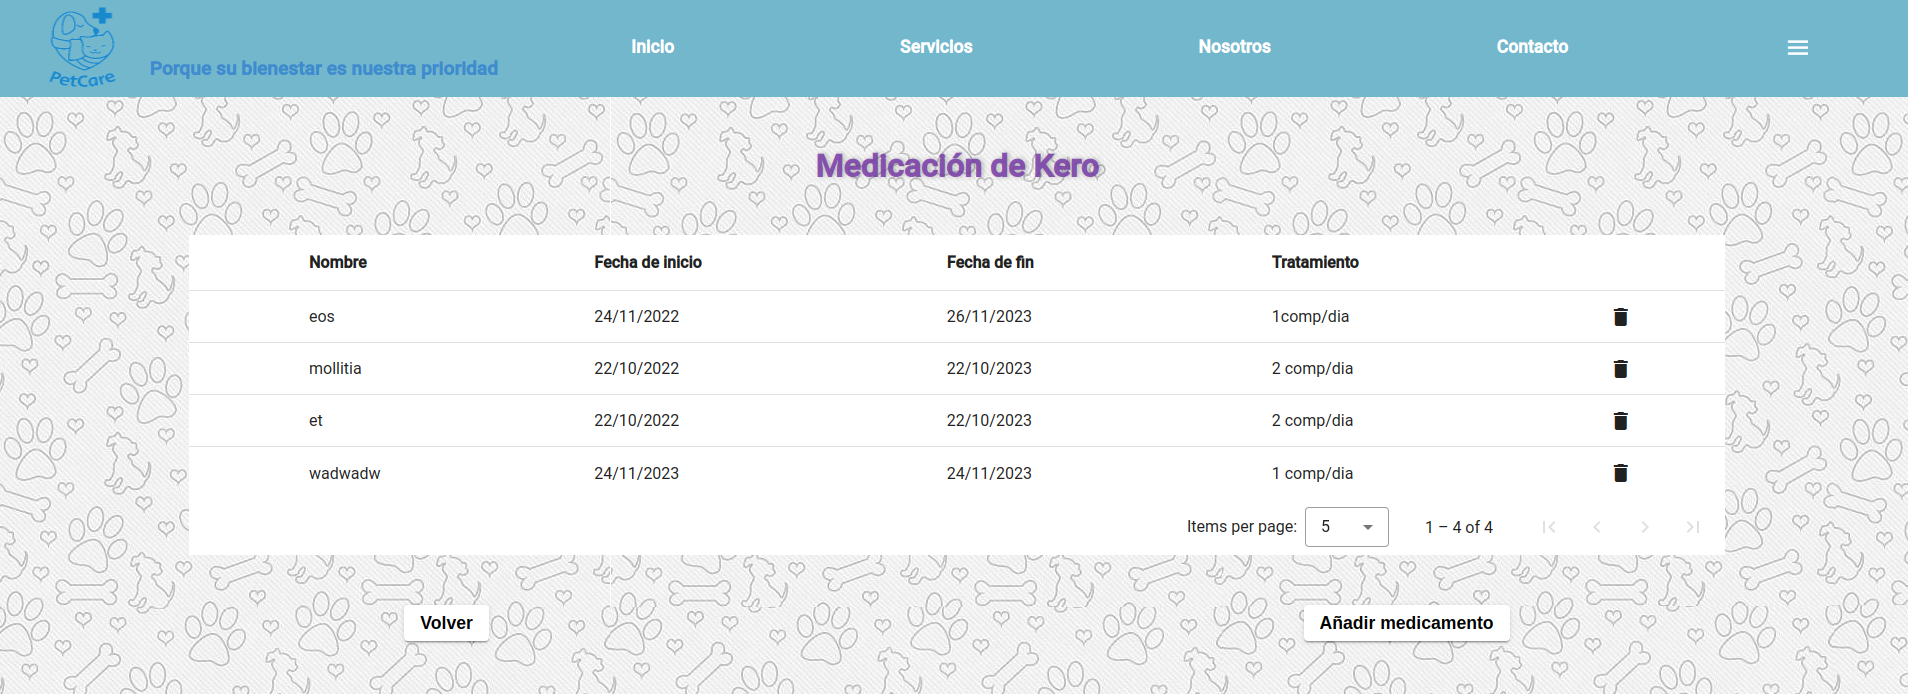 PetCare
Porque su bienestar es nuestra prioridad
Inicio
Servicios
Nosotros
Contacto
Medicación de Kero
Nombre Fecha de inicio Fecha de fin Tratamiento
eos 24/11/2022 26/11/2023 1comp/dia
mollitia 22/10/2022 22/10/2023 2 comp/dia
et 22/10/2022 22/10/2023 2 comp/dia
wadwadw 24/11/2023 24/11/2023 1 comp/dia
Items per page: 5 1 – 4 of 4
Volver
Añadir medicamento